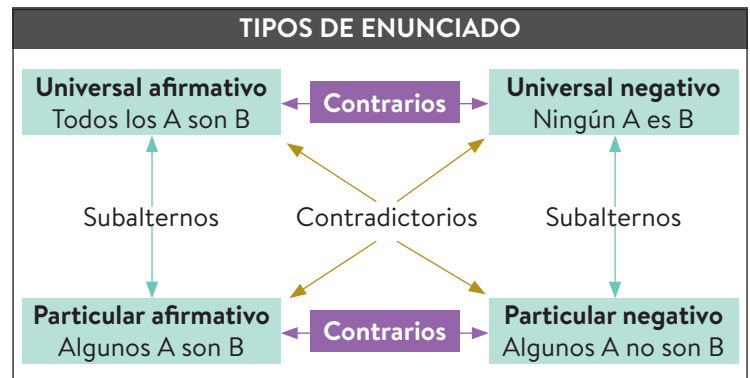 TIPOS DE ENUNCIADO
Universal afirmativo
Todos los A son B
Contrarios
Universal negativo
Ningún A es B
Subalternos
Contradictorios
Subalternos
Particular afirmativo
Algunos A son B
Contrarios
Particular negativo
Algunos A no son B